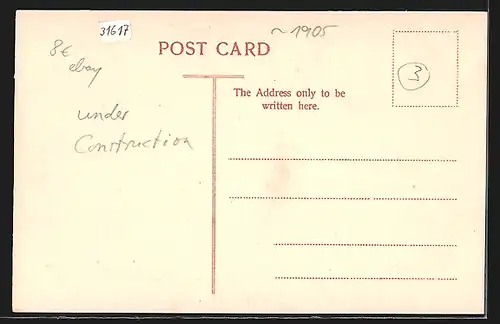 31617
~ 1905
8€
ebay
POST CARD
3
under
Construction
The Address only to be
written here.